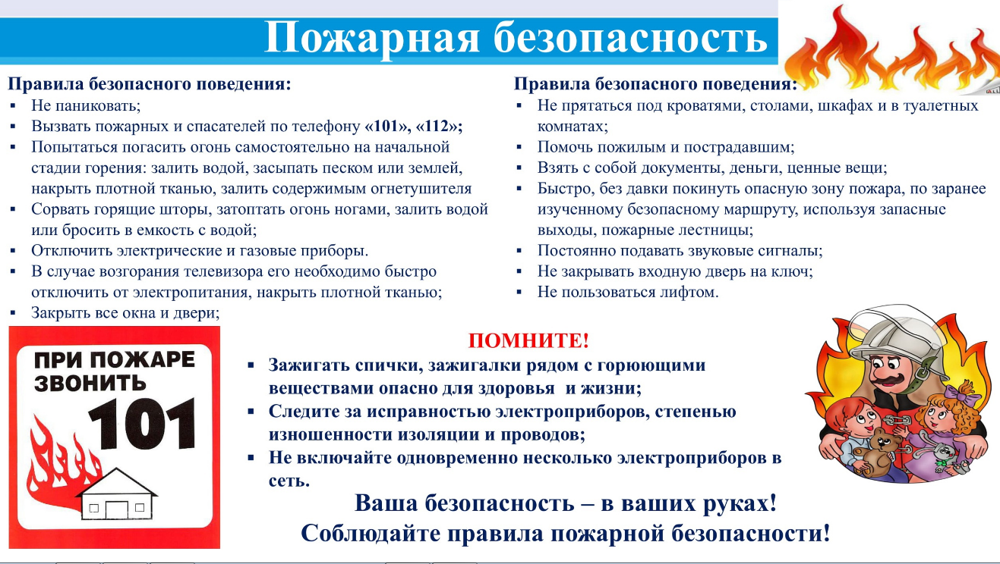 Пожарная безопасность
Правила безопасного поведения:
▪ Не паниковать;
▪ Вызвать пожарных и спасателей по телефону «101», «112»;
▪ Попытаться погасить огонь самостоятельно на начальной
стадии горения: залить водой, засыпать песком или землей,
накрыть плотной тканью, залить содержимым огнетушителя
▪ Сорвать горящие шторы, затоптать огонь ногами, залить водой
или бросить в емкость с водой;
▪ Отключить электрические и газовые приборы.
▪ В случае возгорания телевизора его необходимо быстро
отключить от электропитания, накрыть плотной тканью;
▪ Закрыть все окна и двери;
Правила безопасного поведения:
▪ Не прятаться под кроватями, столами, шкафах и в туалетных
комнатах;
▪ Помочь пожилым и пострадавшим;
▪ Взять с собой документы, деньги, ценные вещи;
▪ Быстро, без давки покинуть опасную зону пожара, по заранее
изученному безопасному маршруту, используя запасные
выходы, пожарные лестницы;
▪ Постоянно подавать звуковые сигналы;
▪ Не закрывать входную дверь на ключ;
▪ Не пользоваться лифтом.
ПРИ ПОЖАРЕ
ЗВОНИТЬ
101
ПОМНИТЕ!
▪ Зажигать спички, зажигалки рядом с горюющими
веществами опасно для здоровья и жизни;
▪ Следите за исправностью электроприборов, степенью
изношенности изоляции и проводов;
▪ Не включайте одновременно несколько электроприборов в
сеть.
Ваша безопасность – в ваших руках!
Соблюдайте правила пожарной безопасности!